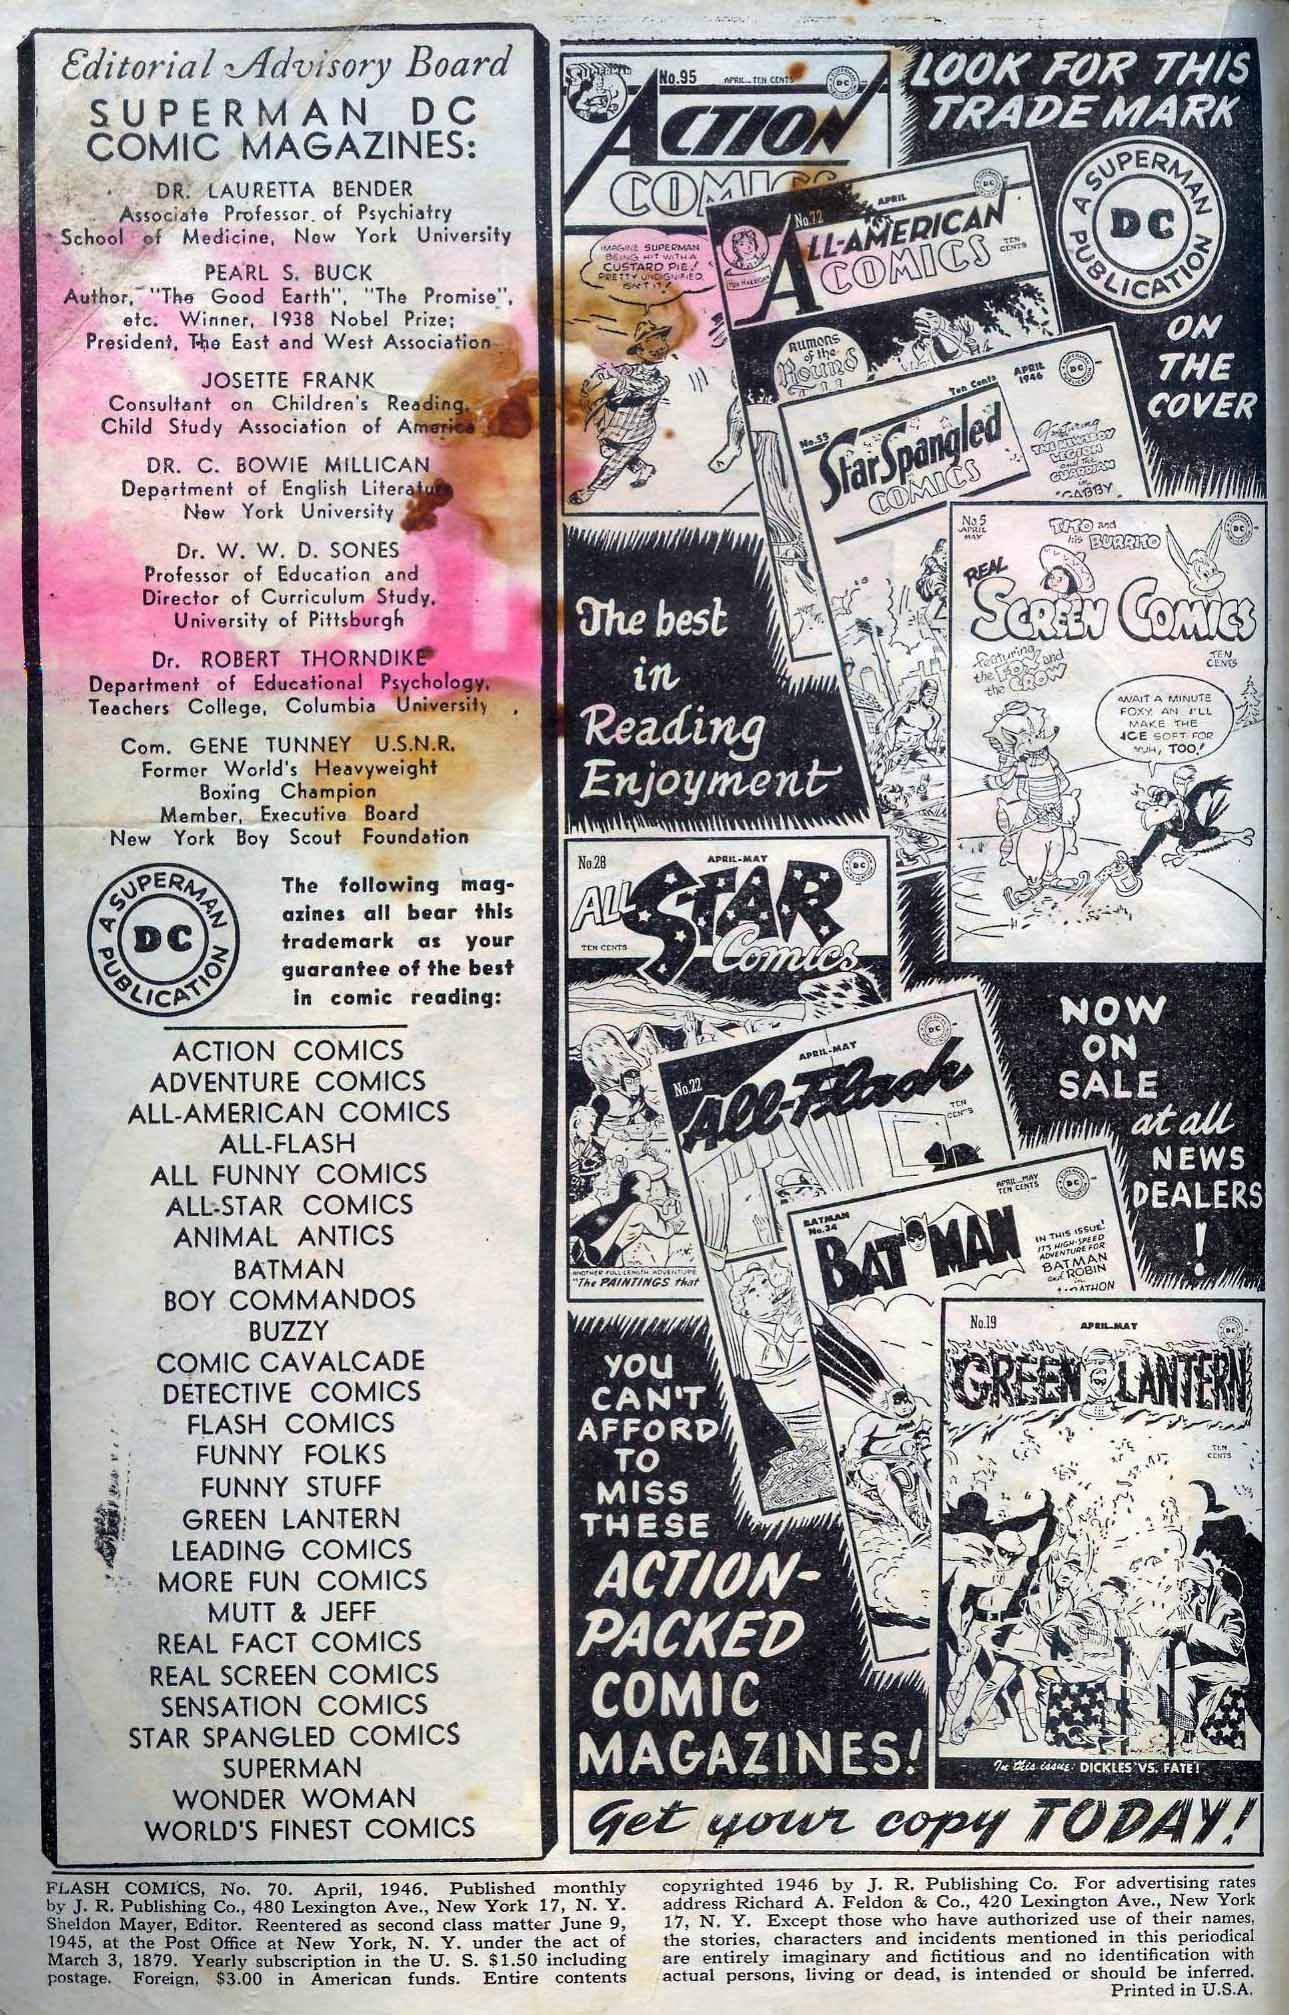 Editorial Advisory Board
SUPERMAN DC
COMIC MAGAZINES:
DR. LAURETTA BENDER
Associate Professor of Psychiatry
School of Medicine, New York University
PEARL S. BUCK
Author, "The Good Earth", "The Promise",
etc. Winner, 1938 Nobel Prize;
President, The East and West Association
JOSETTE FRANK
Consultant on Children's Reading,
Child Study Association of America
DR. C. BOWIE MILLICAN
Department of English Literature
New York University
Dr. W. W. D. SONES
Professor of Education and
Director of Curriculum Study,
University of Pittsburgh
Dr. ROBERT THORNDIKE
Department of Educational Psychology,
Teachers College, Columbia University
Com. GENE TUNNEY U.S.N.R.
Former World's Heavyweight
Boxing Champion
Member, Executive Board
New York Boy Scout Foundation
A SUPERMAN
DC
PUBLICATION
The following mag-
azines all bear this
trademark as your
guarantee of the best
in comic reading:
ACTION COMICS
ADVENTURE COMICS
ALL-AMERICAN COMICS
ALL-FLASH
ALL FUNNY COMICS
ALL-STAR COMICS
ANIMAL ANTICS
BATMAN
BOY COMMANDOS
BUZZY
COMIC CAVALCADE
DETECTIVE COMICS
FLASH COMICS
FUNNY FOLKS
FUNNY STUFF
GREEN LANTERN
LEADING COMICS
MORE FUN COMICS
MUTT & JEFF
REAL FACT COMICS
REAL SCREEN COMICS
SENSATION COMICS
STAR SPANGLED COMICS
SUPERMAN
WONDER WOMAN
WORLD'S FINEST COMICS
LOOK FOR THIS
TRADE MARK
A SUPERMAN
DC
PUBLICATION
ON
THE
COVER
SUPERMAN
No.95
APRIL TEN CENTS
ACTION
COMICS
IMAGINE SUPERMAN
BEING HIT WITH A
CUSTARD PIE!
PRETTY UNDIGNIFIED,
ISN'T IT?
No.72
APRIL
ALL-AMERICAN
COMICS
TEN
CENTS
Rumors
of the
Round
No.55
Ten Cents
APRIL
1946
Star Spangled
COMICS
Featuring
THE NEWSBOY
LEGION
and the
GUARDIAN
in
"GABBY
No 5
APRIL
MAY
TITO and
his BURRITO
REAL
SCREEN COMICS
TEN
CENTS
featuring
the FOX and
the CROW
WAIT A MINUTE
FOXY, AN I'LL
MAKE THE
ICE SOFT FOR
YUH, TOO!
The best
in
Reading
Enjoyment
No.28
APRIL-MAY
ALL STAR
Comics
TEN CENTS
ANOTHER FULL-LENGTH ADVENTURE
"The PAINTINGS that
No.22
APRIL-MAY
All-Flash
TEN
CENTS
BATMAN
No.34
APRIL-MAY
TEN CENTS
BATMAN
IN THIS ISSUE!
IT'S HIGH-SPEED
ADVENTURE FOR
BATMAN
and ROBIN
in
NOW
ON
SALE
at all
NEWS
DEALERS
!
No.19
APRIL-MAY
GREEN LANTERN
TEN
CENTS
In this issue: DICKLES VS. FATE!
YOU
CAN'T
AFFORD
TO
MISS
THESE
ACTION-
PACKED
COMIC
MAGAZINES!
Get your copy TODAY!
FLASH COMICS, No. 70. April, 1946. Published monthly
by J. R. Publishing Co., 480 Lexington Ave., New York 17, N. Y.
Sheldon Mayer, Editor. Reentered as second class matter June 9,
1945, at the Post Office at New York, N. Y. under the act of
March 3, 1879. Yearly subscription in the U. S. $1.50 including
postage. Foreign, $3.00 in American funds. Entire contents
copyrighted 1946 by J. R. Publishing Co. For advertising rates
address Richard A. Feldon & Co., 420 Lexington Ave., New York
17, N. Y. Except those who have authorized use of their names,
the stories, characters and incidents mentioned in this periodical
are entirely imaginary and fictitious and no identification with
actual persons, living or dead, is intended or should be inferred.
Printed in U.S.A.